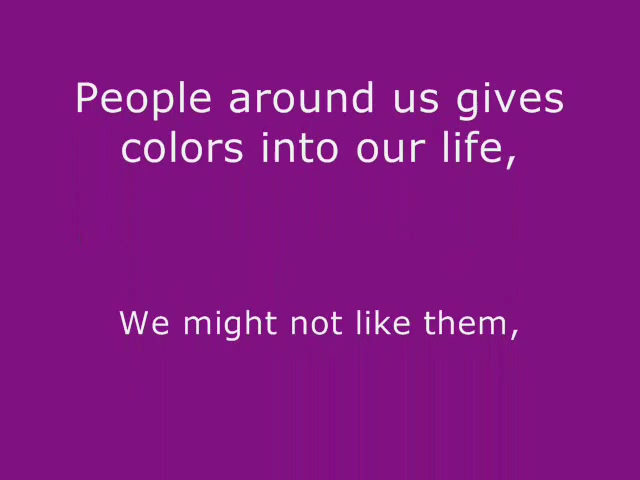 People around us gives
colors into our life,
We might not like them,